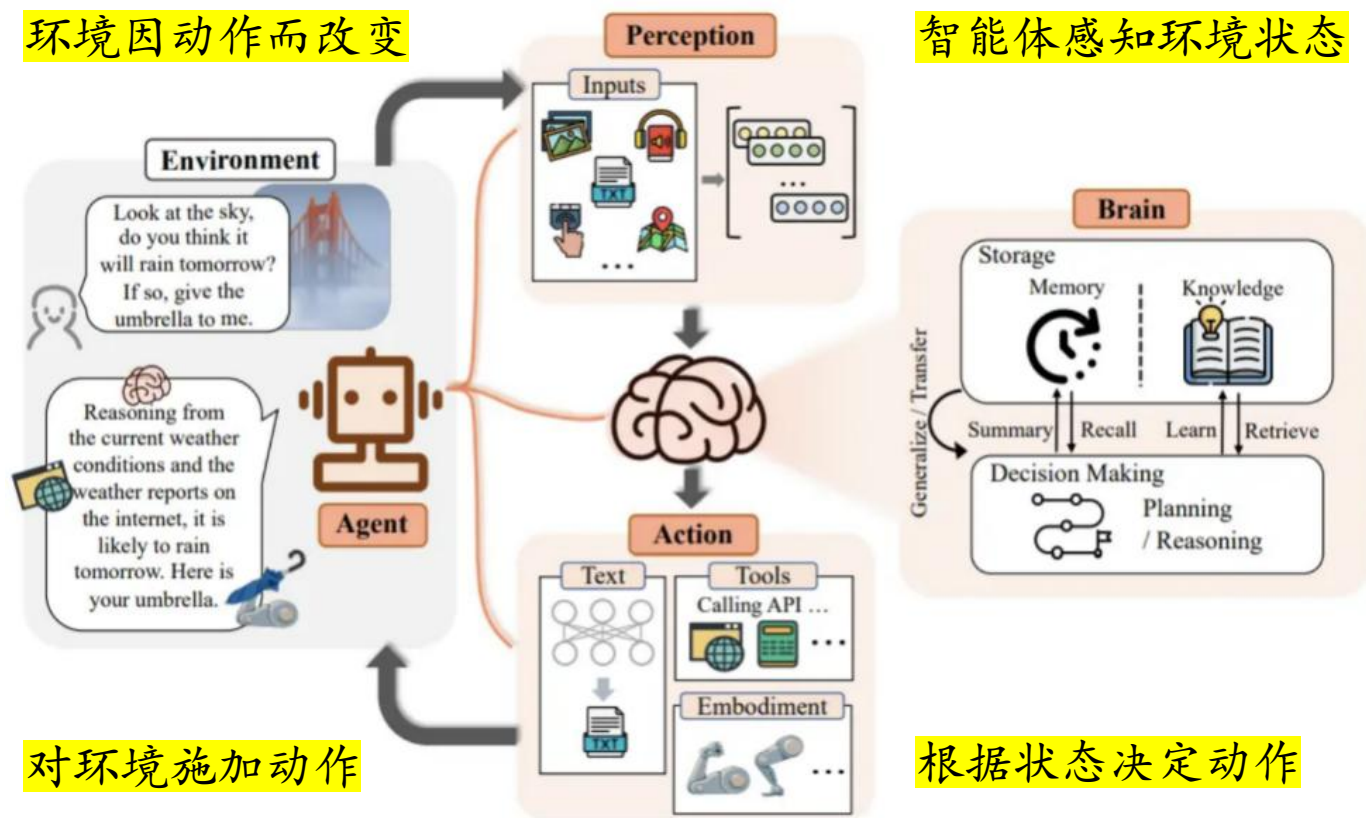 环境因动作而改变
智能体感知环境状态
Perception
Inputs
TXT
...
...
Environment
Look at the sky,
do you think it
will rain tomorrow?
If so, give the
umbrella to me.
Reasoning from
the current weather
conditions and the
weather reports on
the internet, it is
likely to rain
tomorrow. Here is
your umbrella.
Agent
Brain
Storage
Memory
Knowledge
Generalize / Transfer
Summary
Recall
Learn
Retrieve
Decision Making
Planning
/ Reasoning
Action
Text
TXT
Tools
Calling API ...
...
Embodiment
...
对环境施加动作
根据状态决定动作